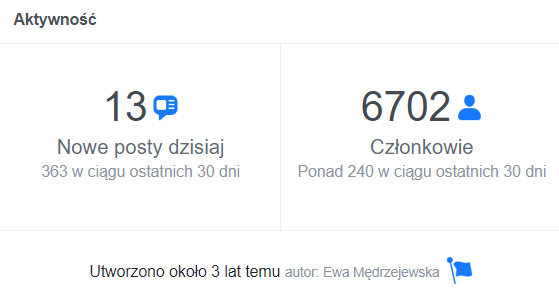 Aktywność
13
Nowe posty dzisiaj
363 w ciągu ostatnich 30 dni
6702
Członkowie
Ponad 240 w ciągu ostatnich 30 dni
Utworzono około 3 lat temu autor: Ewa Mędrzejewska